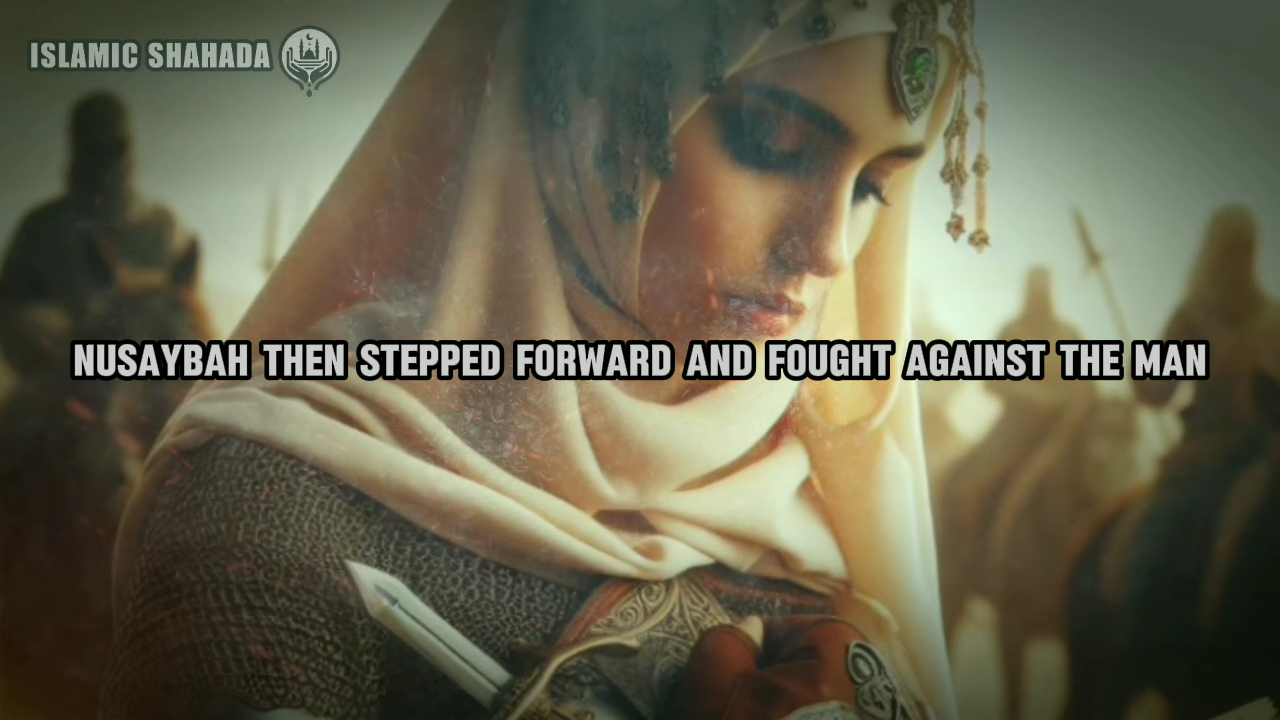 ISLAMIC SHAHADA
NUSAYBAH THEN STEPPED FORWARD AND FOUGHT AGAINST THE MAN